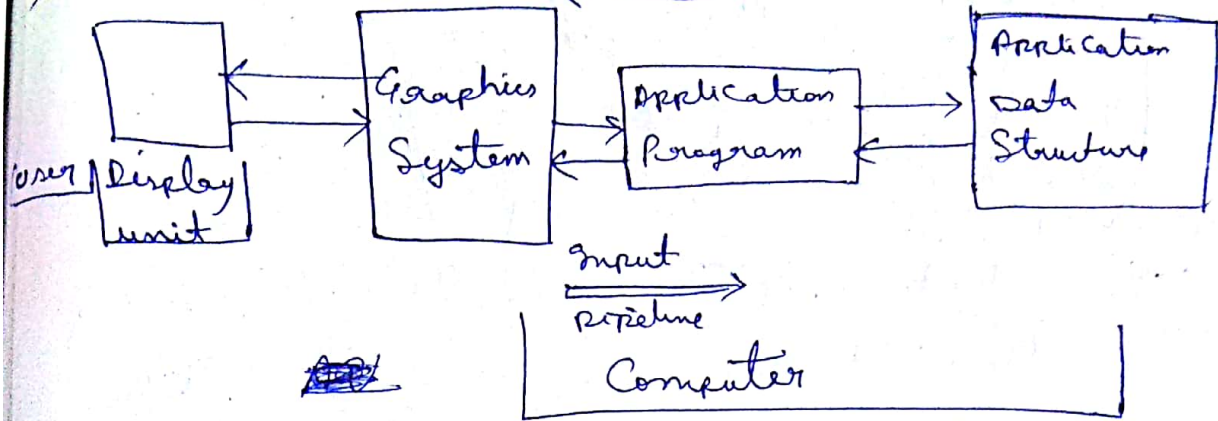 Graphics
System
Application
Program
Application
Data
Structure
User
Display
unit
Input
pipeline
Computer